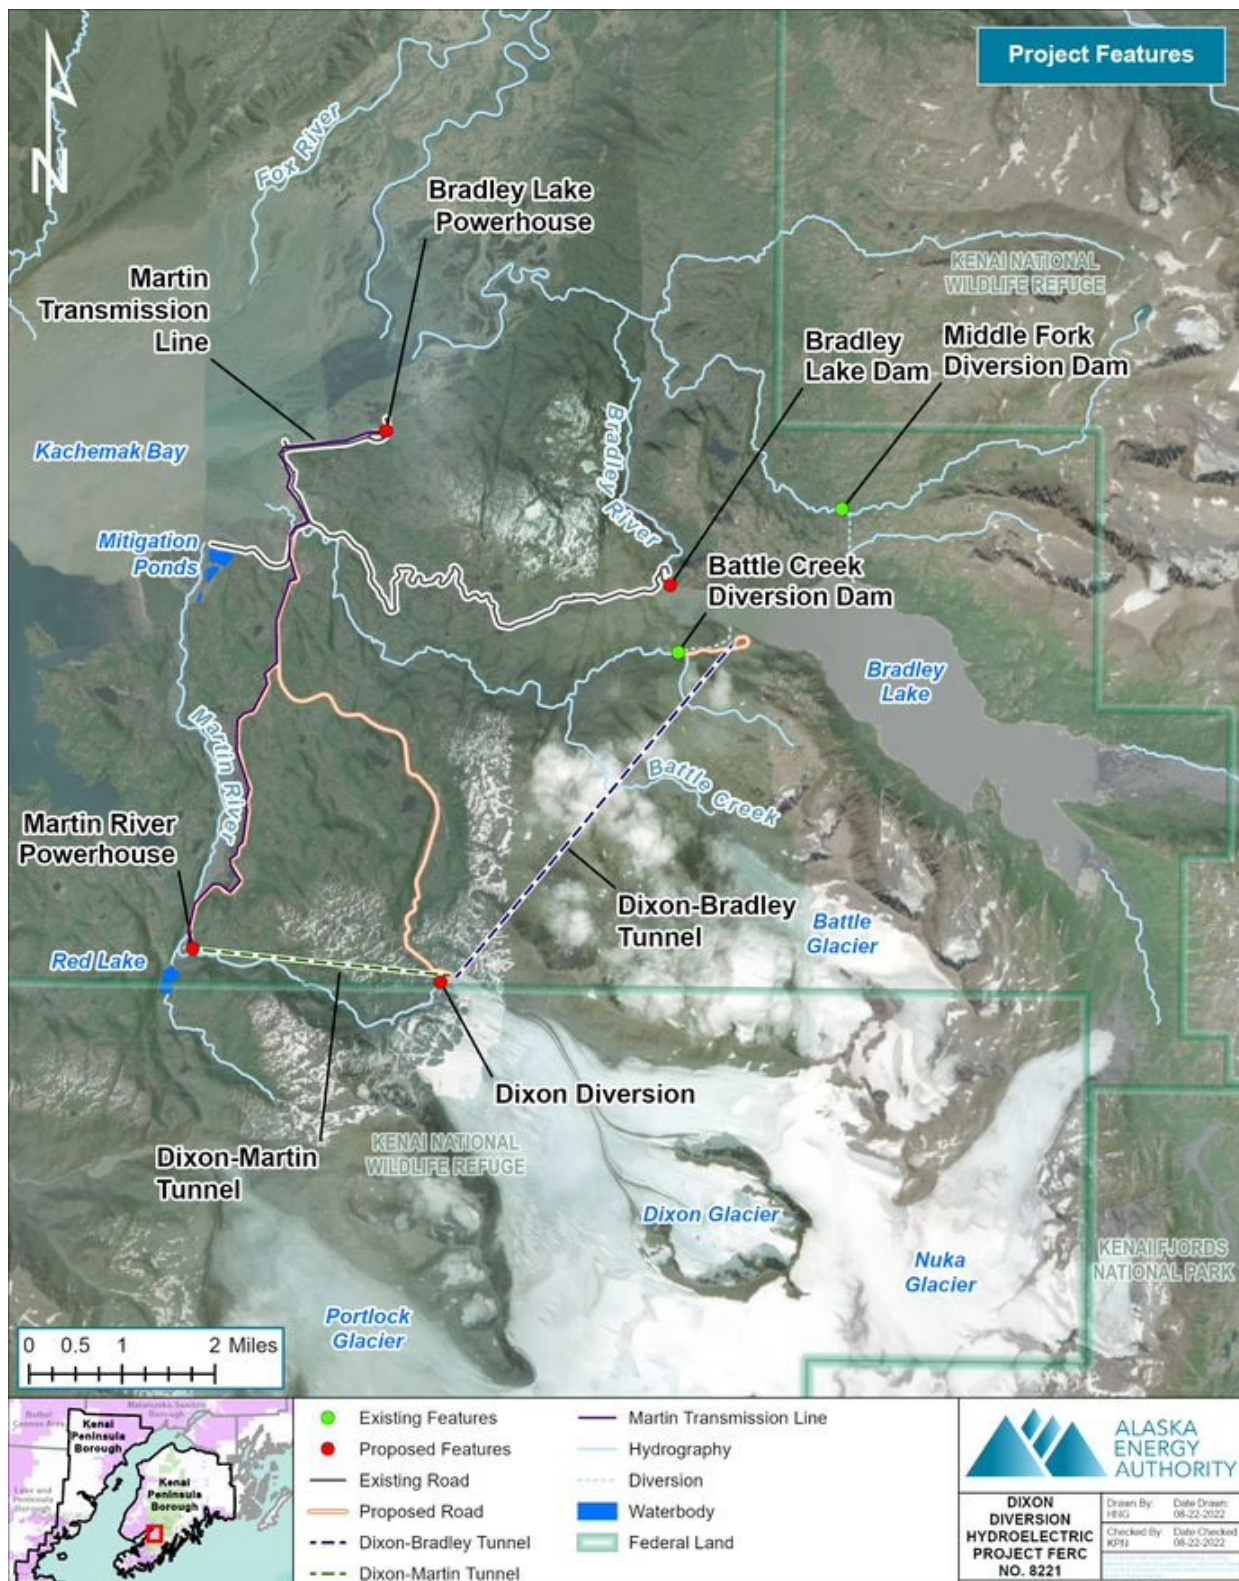 Project Features
N
Fox River
Bradley Lake
Powerhouse
Martin
Transmission
Line
KENAI NATIONAL
WILDLIFE REFUGE
Bradley
Lake Dam
Middle Fork
Diversion Dam
Kachemak Bay
Bradley River
Mitigation
Ponds
Battle Creek
Diversion Dam
Bradley
Lake
Martin River
Battle Creek
Martin River
Powerhouse
Dixon-Bradley
Tunnel
Battle
Glacier
Red Lake
Dixon Diversion
KENAI NATIONAL
WILDLIFE REFUGE
Dixon-Martin
Tunnel
Dixon Glacier
Nuka
Glacier
KENAI FJORDS
NATIONAL PARK
Portlock
Glacier
0 0.5 1 2 Miles
Kenai
Peninsula
Borough
Lake and
Peninsula
Borough
Kenai
Peninsula
Borough
Existing Features
Proposed Features
Existing Road
Proposed Road
Dixon-Bradley Tunnel
Dixon-Martin Tunnel
Martin Transmission Line
Hydrography
Diversion
Waterbody
Federal Land
ALASKA
ENERGY
AUTHORITY
DIXON
DIVERSION
HYDROELECTRIC
PROJECT FERC
NO. 8221
Drawn By: Date Drawn:
HNG 08-22-2022
Checked By: Date Checked:
08-22-2022